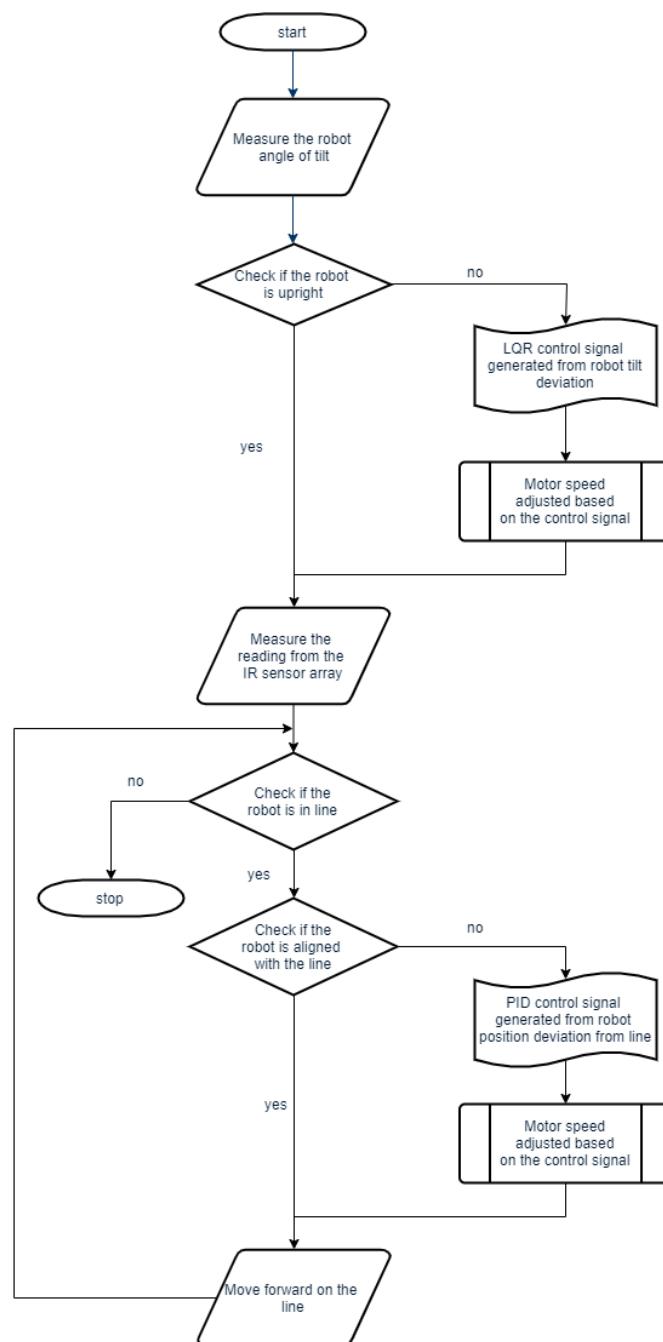 start
Measure the robot
angle of tilt
Check if the robot
is upright
no
LQR control signal
generated from robot tilt
deviation
yes
Motor speed
adjusted based
on the control signal
Measure the
reading from the
IR sensor array
no
Check if the
robot is in line
yes
stop
Check if the
robot is aligned
with the line
no
PID control signal
generated from robot
position deviation from line
yes
Motor speed
adjusted based
on the control signal
Move forward on the
line